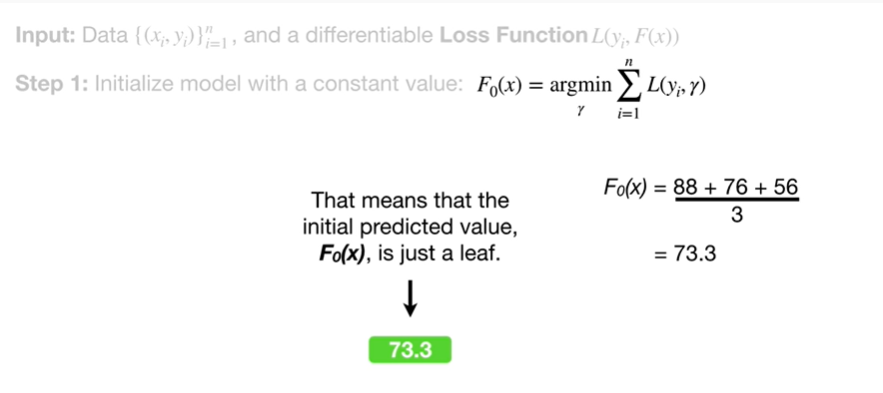 Input: Data {(xᵢ, yᵢ)}ⁿᵢ₌₁, and a differentiable Loss Function L(yᵢ, F(x))
Step 1: Initialize model with a constant value: F₀(x) = argmin ∑ L(yᵢ, γ)
γ
n
i=1
F₀(x) = 88 + 76 + 56
3
= 73.3
That means that the
initial predicted value,
F₀(x), is just a leaf.
73.3